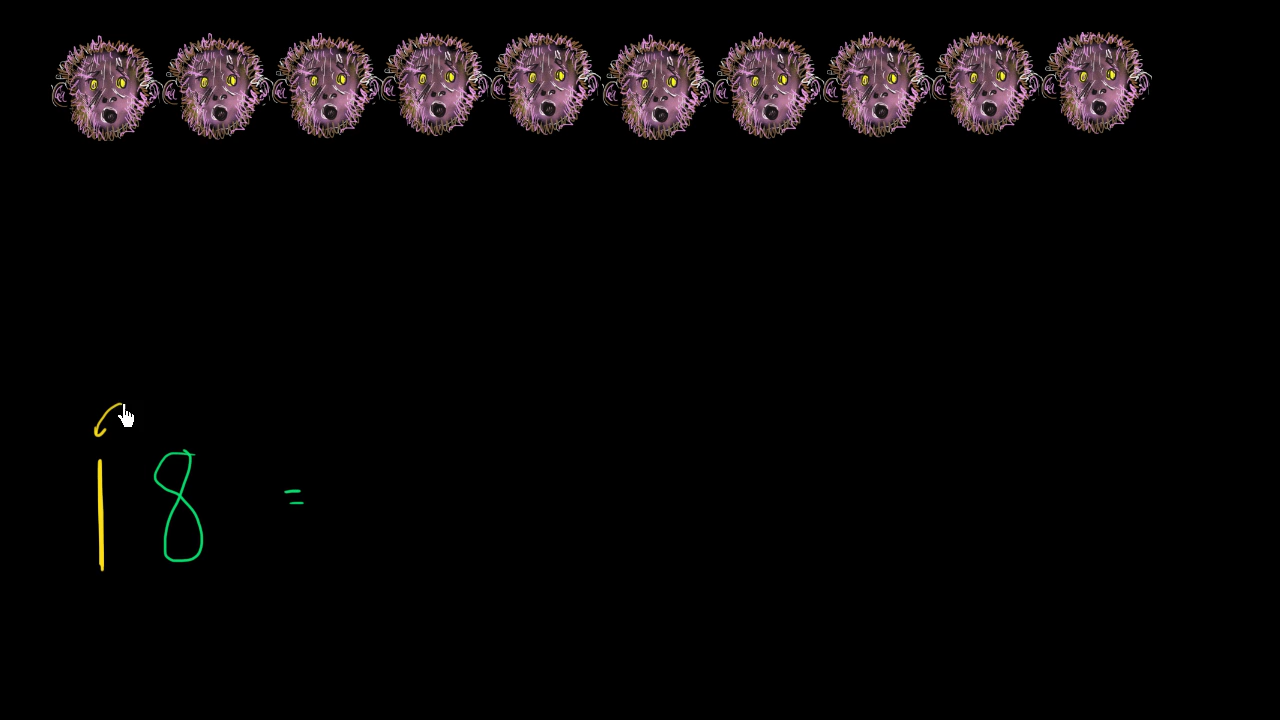 18 =